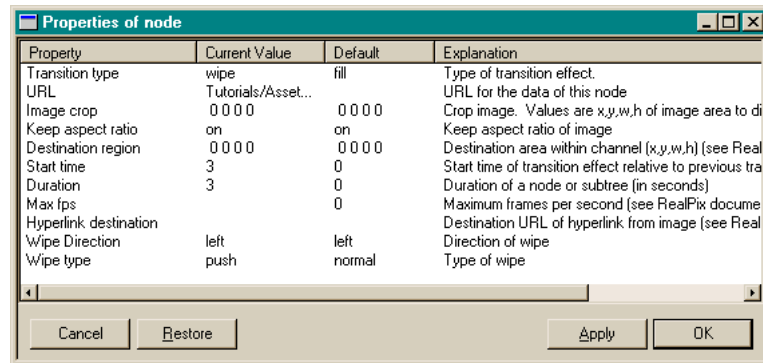 Properties of node
Property Current Value Default Explanation
Transition type wipe fill Type of transition effect.
URL Tutorials/Asset... URL for the data of this node
Image crop 0 0 0 0 0 0 0 0 Crop image. Values are x,y,w,h of image area to di
Keep aspect ratio on on Keep aspect ratio of image
Destination region 0 0 0 0 0 0 0 0 Destination area within channel (x,y,w,h) (see Real
Start time 3 0 Start time of transition effect relative to previous tra
Duration 3 0 Duration of a node or subtree (in seconds)
Max fps 0 Maximum frames per second (see RealPix docume
Hyperlink destination Destination URL of hyperlink from image (see Real
Wipe Direction left left Direction of wipe
Wipe type push normal Type of wipe
Cancel Restore Apply OK